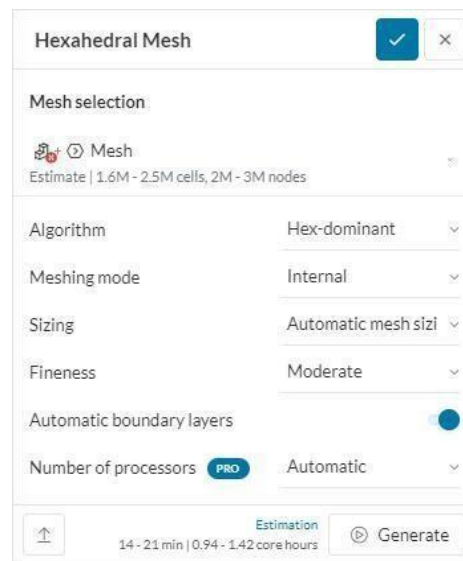 Hexahedral Mesh
Mesh selection
Mesh
Estimate | 1.6M - 2.5M cells, 2M - 3M nodes
Algorithm Hex-dominant
Meshing mode Internal
Sizing Automatic mesh sizi
Fineness Moderate
Automatic boundary layers
Number of processors PRO Automatic
Estimation
14 - 21 min | 0.94 - 1.42 core hours
Generate